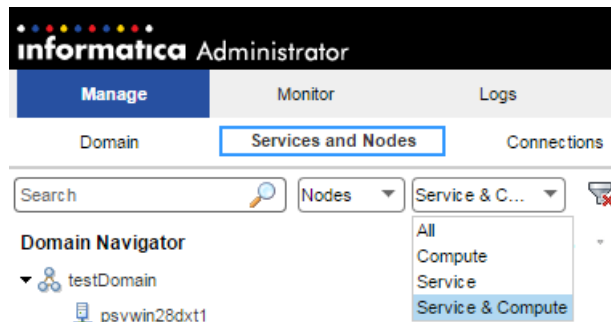 informatica Administrator
Manage Monitor Logs
Domain Services and Nodes Connections
Search Nodes Service & C...
All
Domain Navigator
Compute
testDomain
Service
Service & Compute
psvwin28dxt1